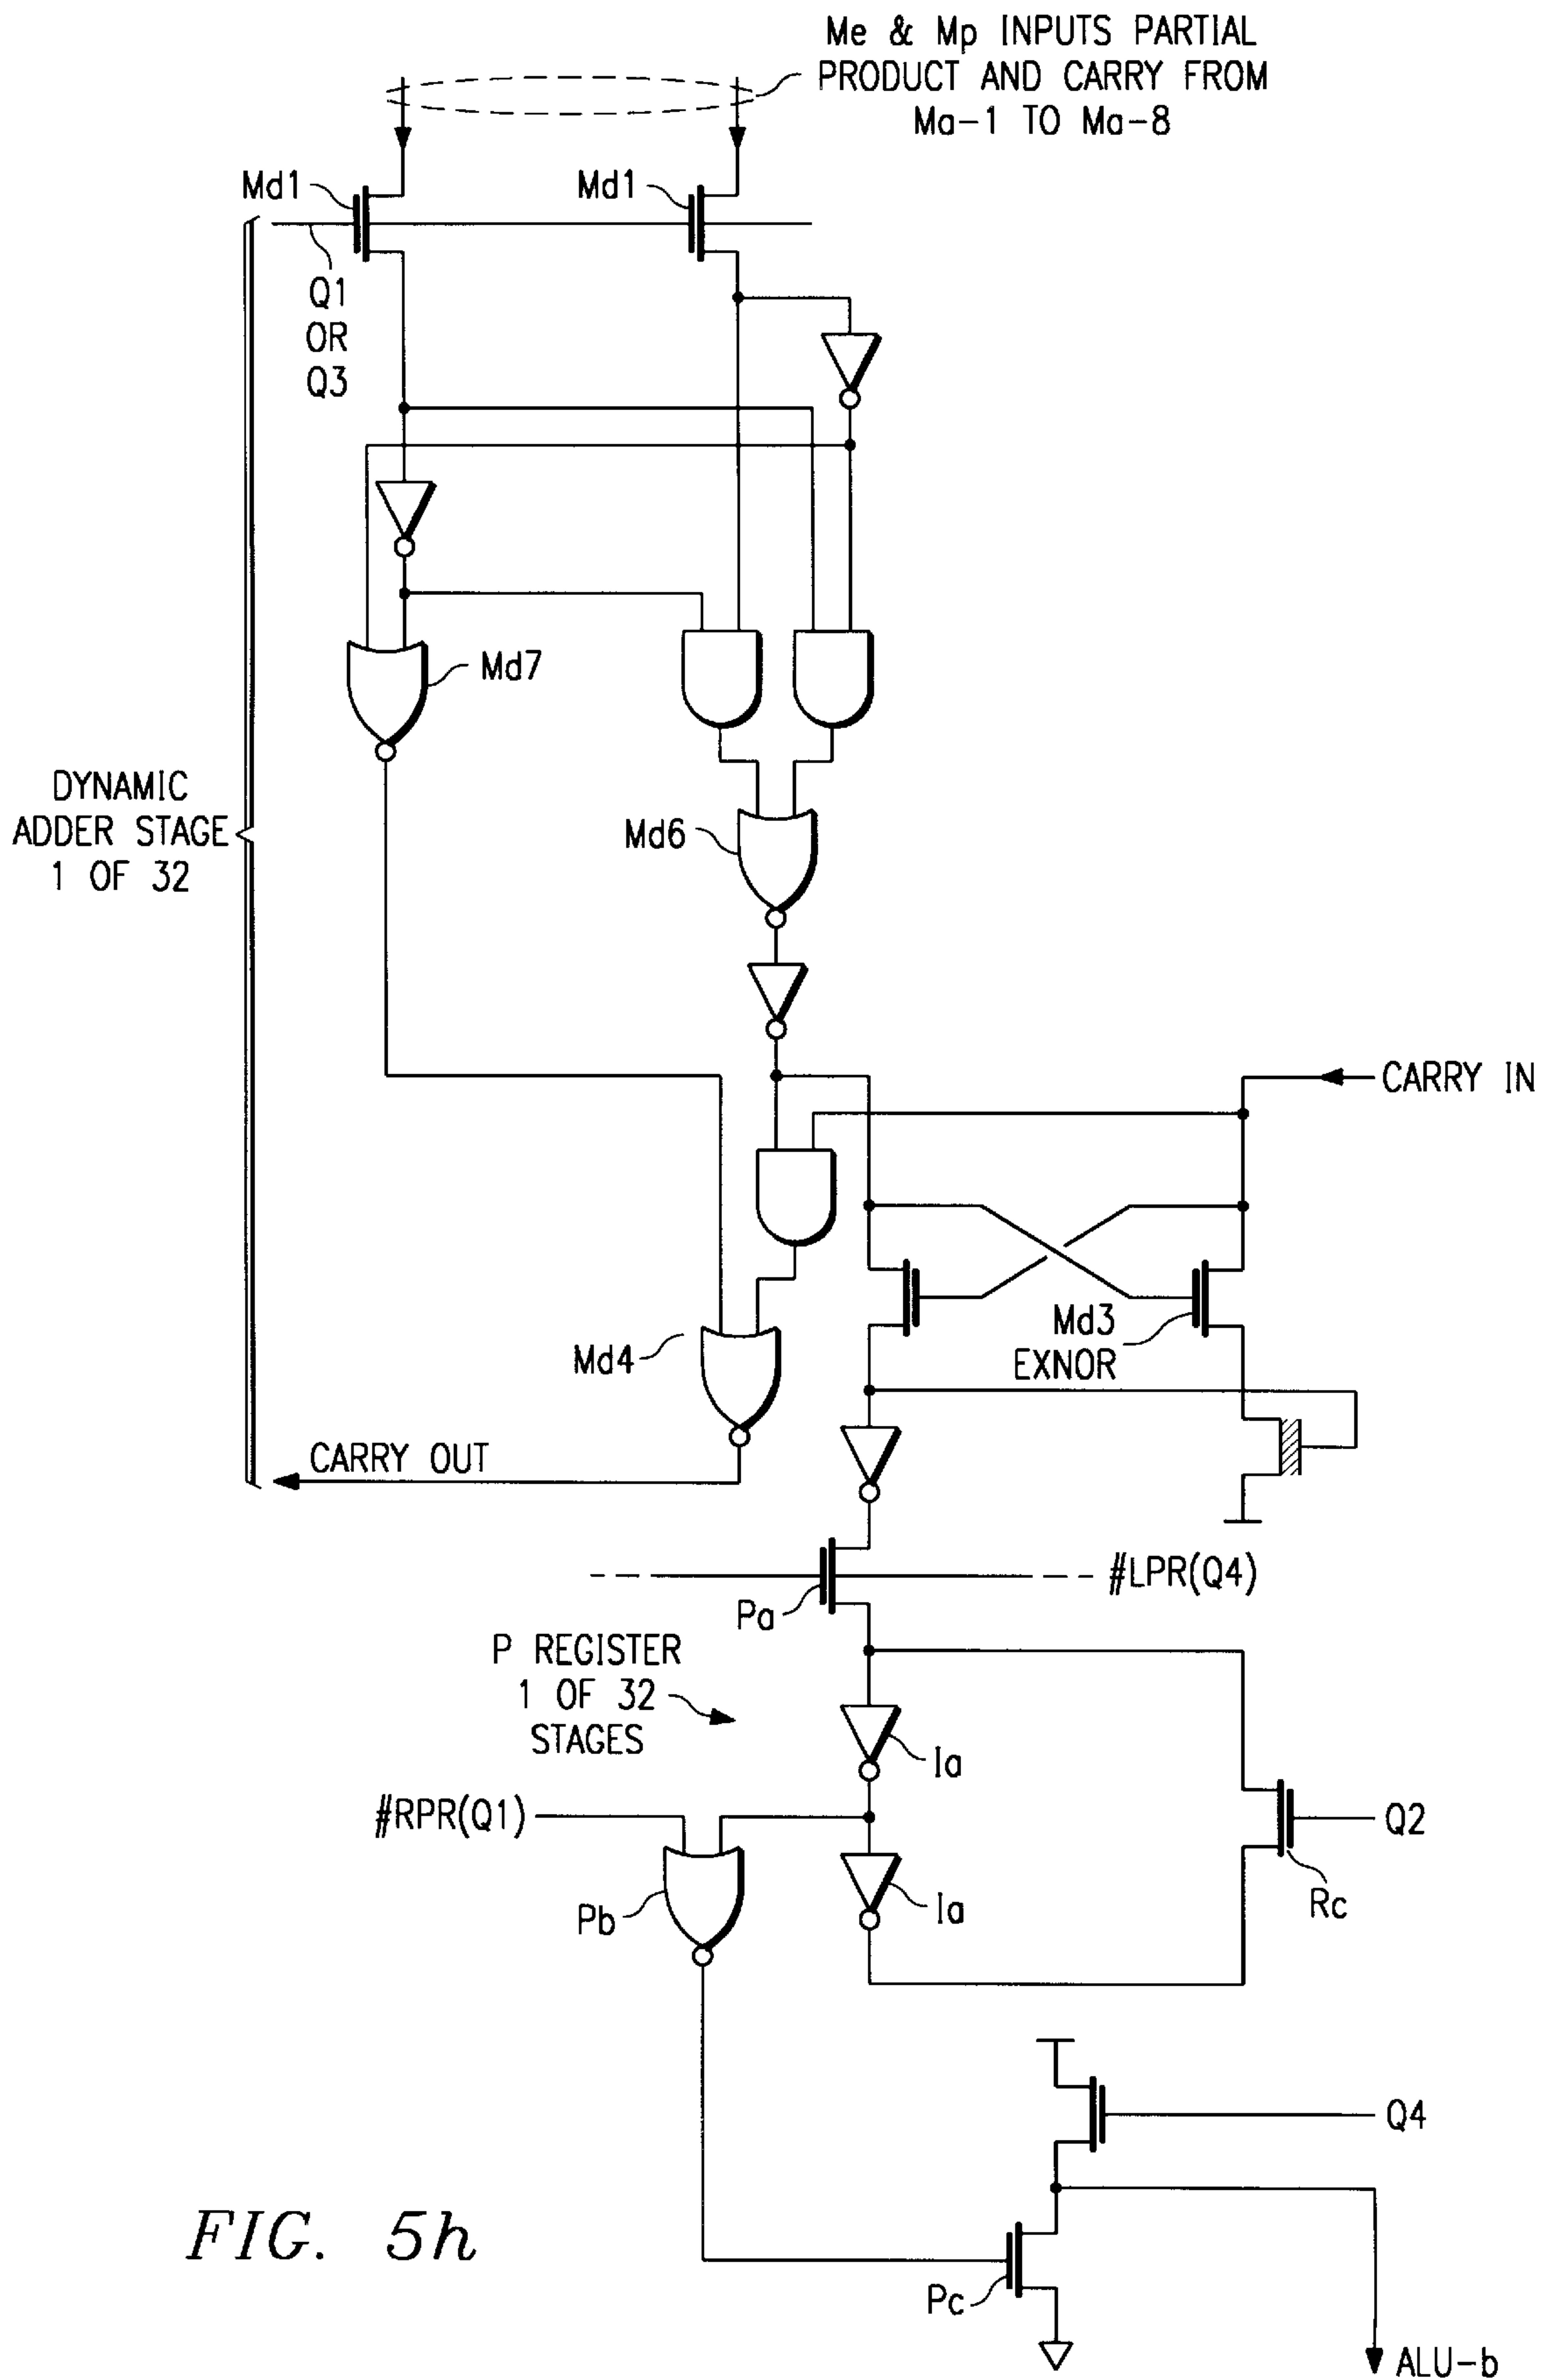 Me & Mp INPUTS PARTIAL
PRODUCT AND CARRY FROM
Ma-1 TO Ma-8
Md1
Md1
Q1
OR
Q3
Md7
DYNAMIC
ADDER STAGE
1 OF 32
Md6
CARRY IN
Md3
EXNOR
Md4
CARRY OUT
#LPR(Q4)
Pa
P REGISTER
1 OF 32
STAGES
Ia
#RPR(Q1)
Q2
Pb
Ia
Rc
Q4
FIG. 5h
Pc
ALU-b